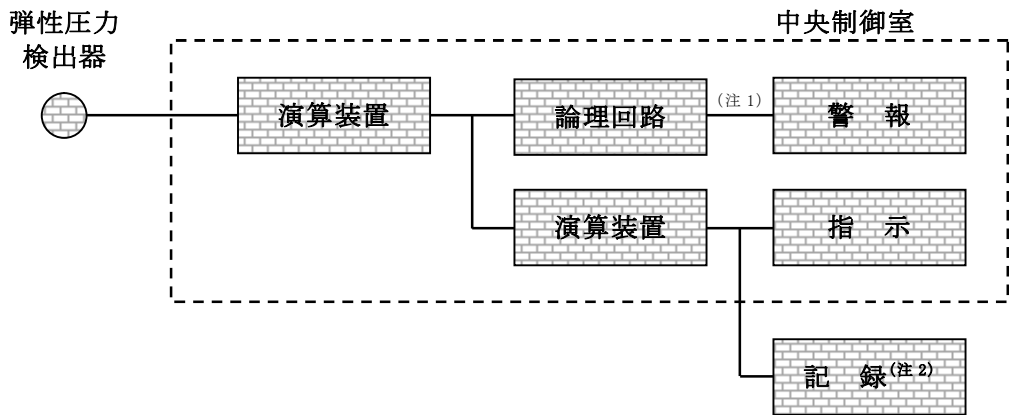 弾性圧力
検出器
中央制御室
演算装置
論理回路
(注 1)
警 報
演算装置
指 示
記 録(注 2)